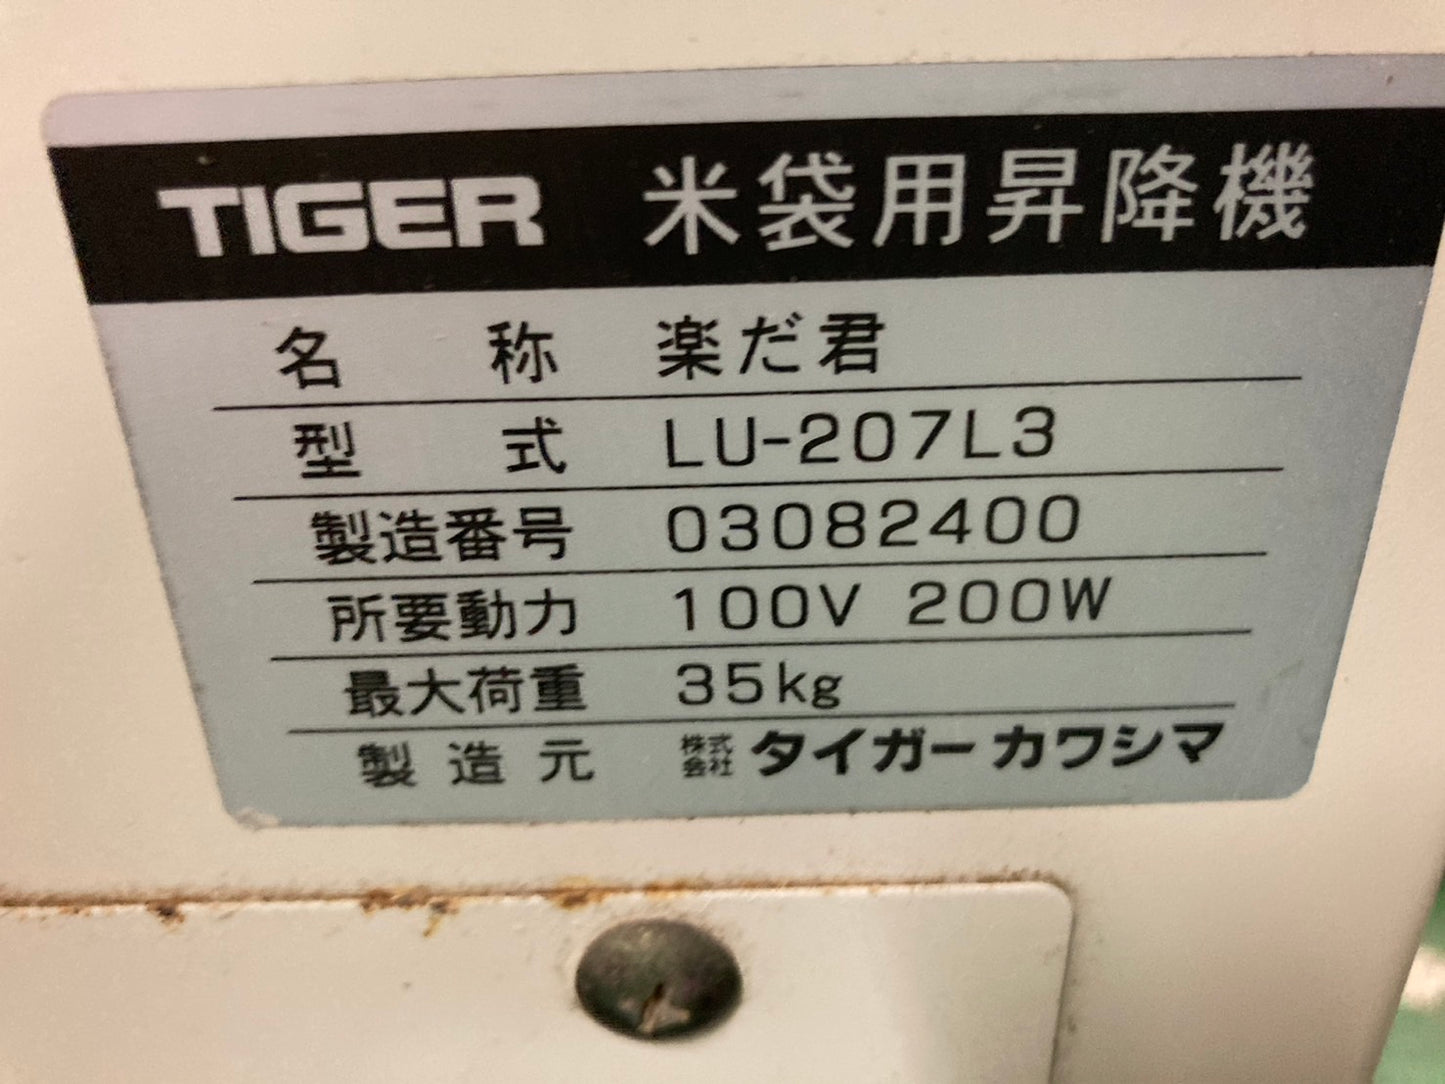 TIGER 米袋用昇降機
名称 楽だ君
型式 LU-207L3
製造番号 03082400
所要動力 100V 200W
最大荷重 35kg
製造元 株式会社 タイガーカワシマ